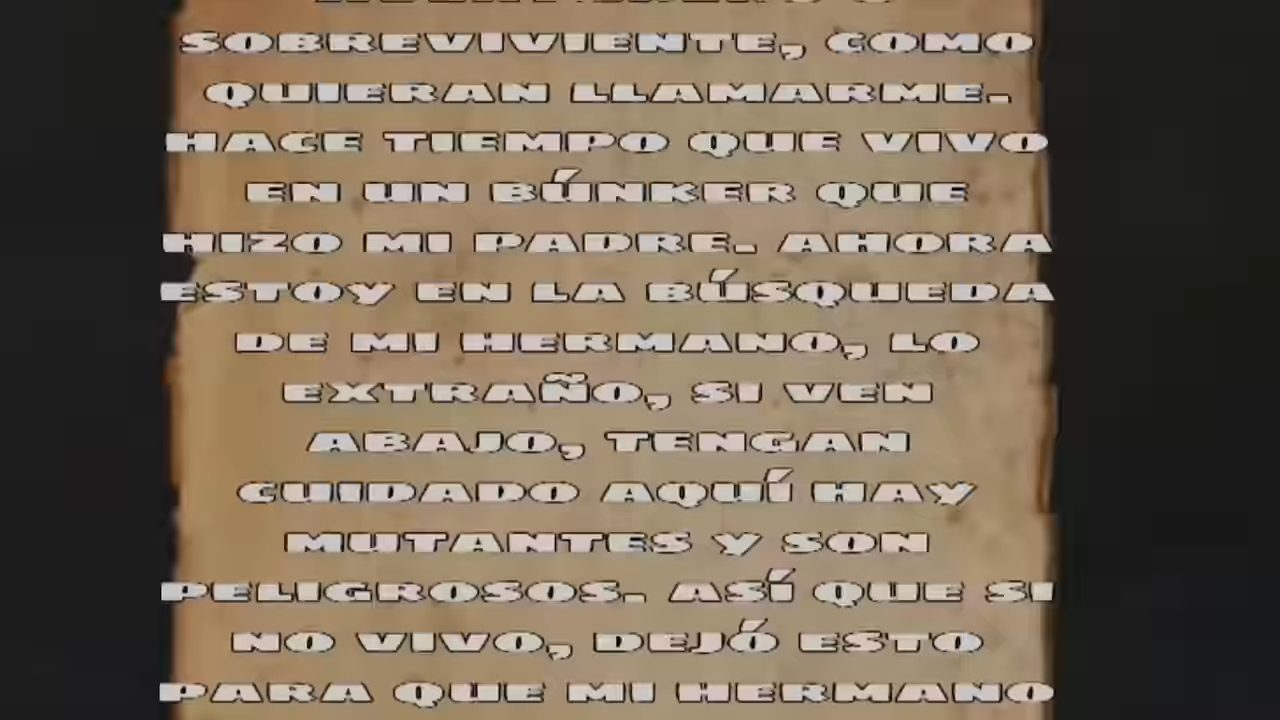 SOBREVIVIENTE, COMO
QUIERAN LLAMARME.
HACE TIEMPO QUE VIVO
EN UN BÚNKER QUE
HIZO MI PADRE. AHORA
ESTOY EN LA BÚSQUEDA
DE MI HERMANO, LO
EXTRAÑO, SI VEN
ABAJO, TENGAN
CUIDADO AQUÍ HAY
MUTANTES Y SON
PELIGROSOS. ASÍ QUE SI
NO VIVO, DEJÓ ESTO
PARA QUE MI HERMANO